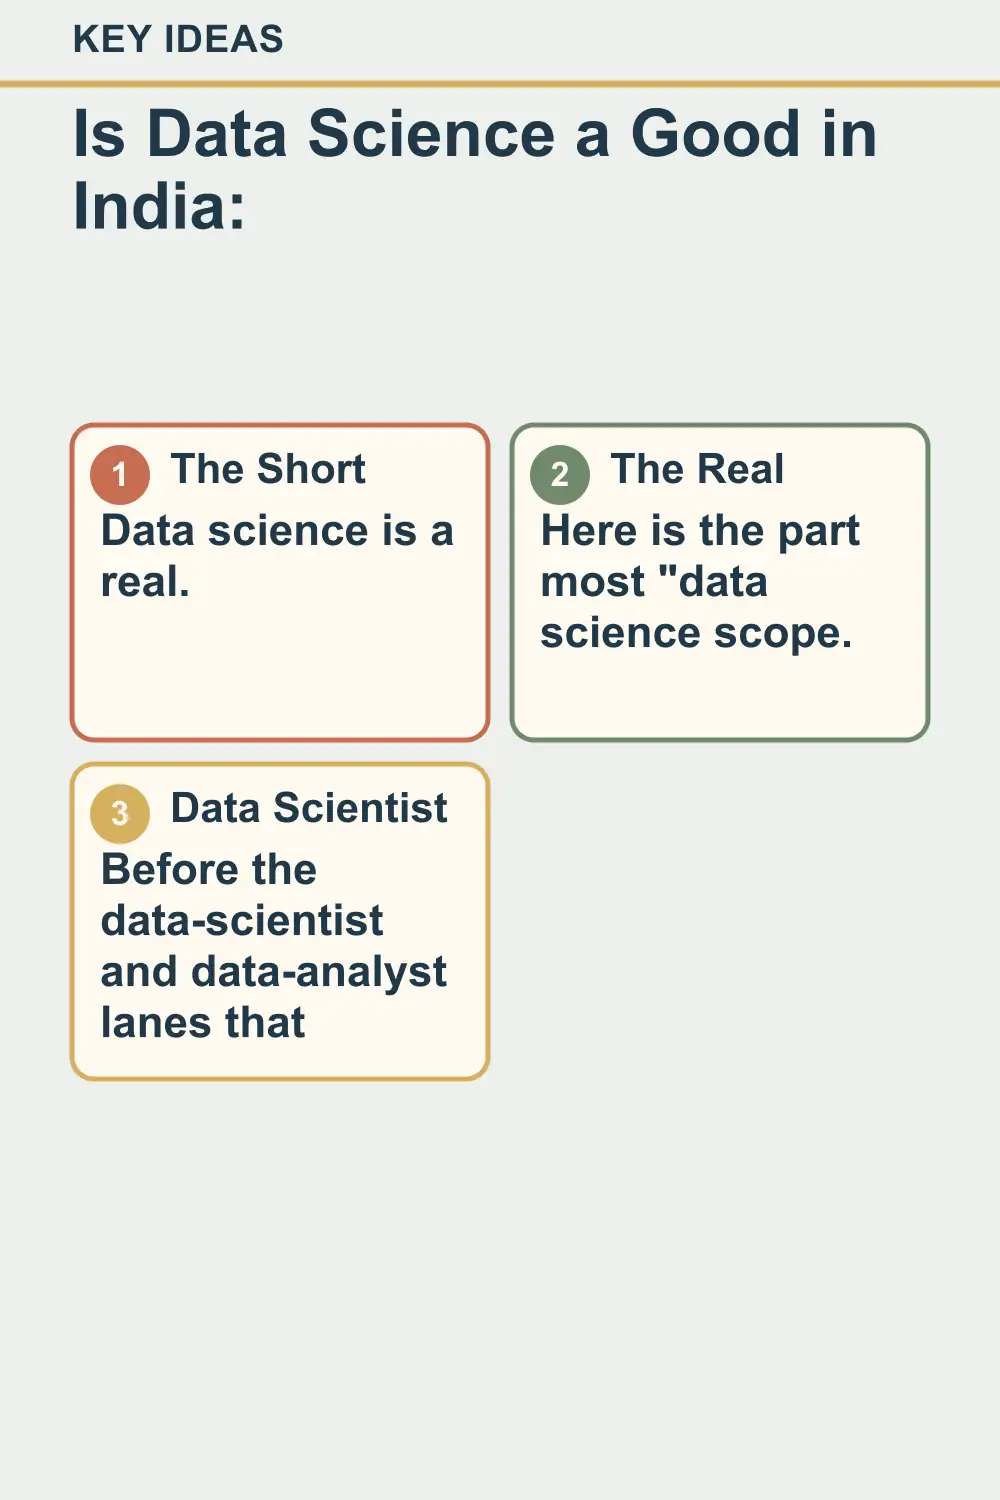 KEY IDEAS
Is Data Science a Good in
India:
1 The Short
Data science is a
real.
2 The Real
Here is the part
most "data
science scope.
3 Data Scientist
Before the
data-scientist
and data-analyst
lanes that